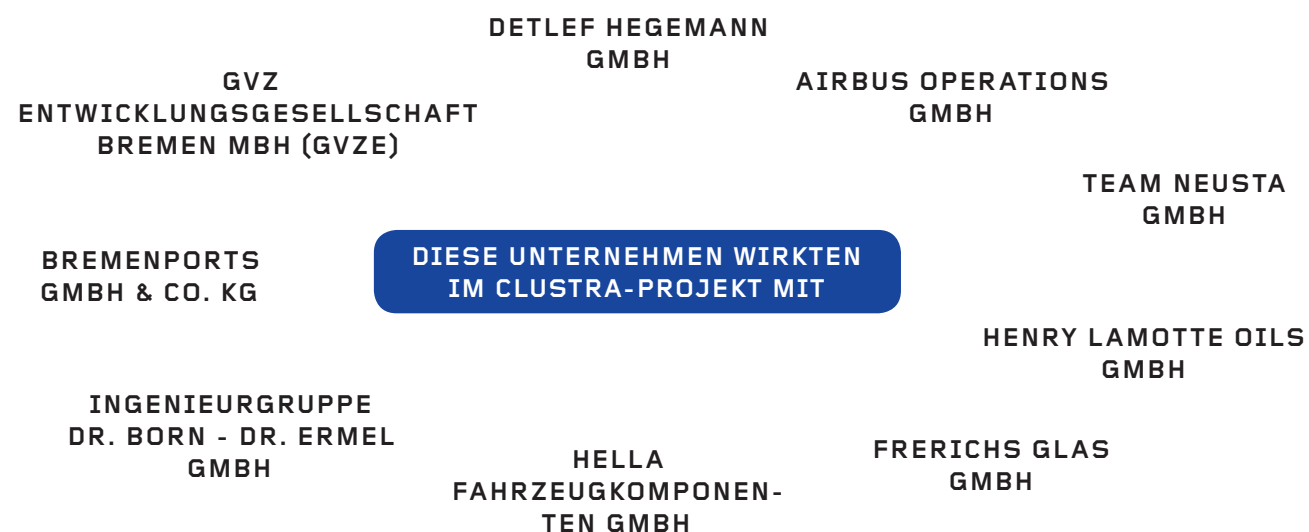 DETLEF HEGEMANN
GMBH
GVZ
ENTWICKLUNGSGESELLSCHAFT
BREMEN MBH (GVZE)
AIRBUS OPERATIONS
GMBH
TEAM NEUSTA
GMBH
BREMENPORTS
GMBH & CO. KG
DIESE UNTERNEHMEN WIRKTEN
IM CLUSTRA-PROJEKT MIT
HENRY LAMOTTE OILS
GMBH
INGENIEURGRUPPE
DR. BORN - DR. ERMEL
GMBH
HELLA
FAHRZEUGKOMPONEN-
TEN GMBH
FRERICHS GLAS
GMBH